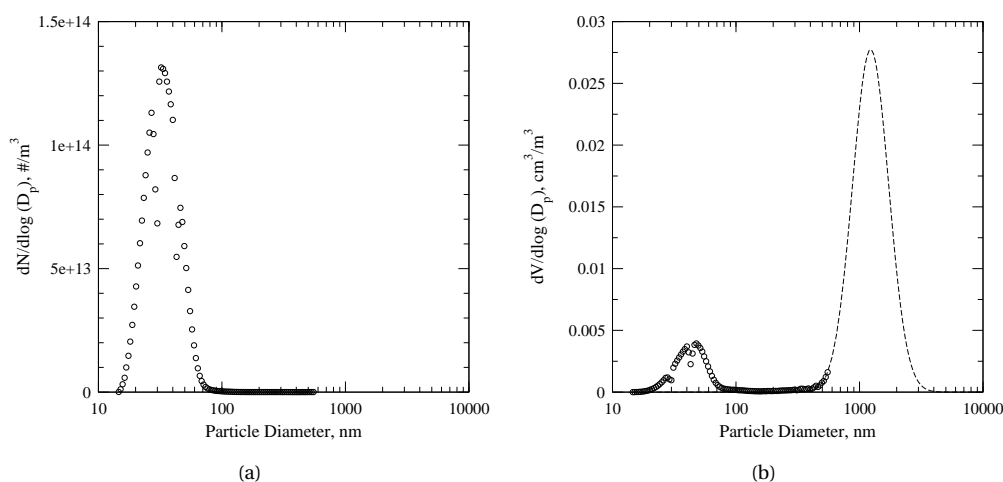 1.5e+14
1e+14
5e+13
0
10
100
1000
10000
dN/dlog (D_p), #/m^3
Particle Diameter, nm
(a)
0.03
0.025
0.02
0.015
0.01
0.005
0
10
100
1000
10000
dV/dlog (D_p), cm^3/m^3
Particle Diameter, nm
(b)